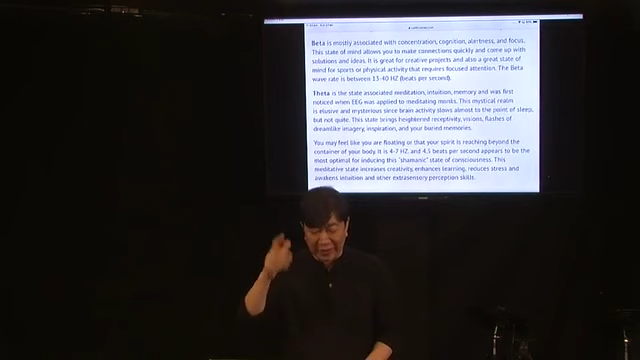 Beta is mostly associated with concentration, cognition, alertness, and focus.
This state of mind allows you to make connections quickly and come up with
solutions and ideas. It is great for creative projects and also a great state of
mind for sports or physical activity that requires focused attention. The Beta
wave rate is between 13-40 HZ (beats per second).
Theta is the state associated meditation, intuition, memory and was first
noticed when EEG was applied to meditating monks. This mystical realm
is elusive and mysterious since brain activity slows almost to the point of sleep,
but not quite. This state brings heightened receptivity, visions, flashes of
dreamlike imagery, inspiration, and your buried memories.
You may feel like you are floating or that your spirit is reaching beyond the
container of your body. It is 4-7 HZ. and 4.5 beats per second appears to be the
most optimal for inducing this "shamanic" state of consciousness. This
meditative state increases creativity, enhances learning, reduces stress and
awakens intuition and other extrasensory perception skills.